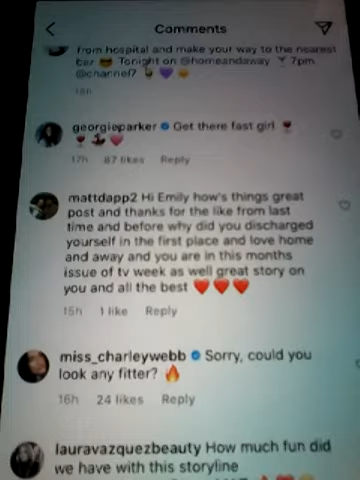 Comments
from hospital and make your way to the nearest
bar 😎 Tonight on @homeandaway 🍸 7pm
@channel7 💜
18h
georgieparker Get there fast girl 🍷
🍷 💃 💗
17h 87 likes Reply
mattdapp2 Hi Emily how's things great
post and thanks for the like from last
time and before why did you discharged
yourself in the first place and love home
and away and you are in this months
issue of tv week as well great story on
you and all the best ❤️❤️❤️
15h 1 like Reply
miss_charleywebb Sorry, could you
look any fitter? 🔥
16h 24 likes Reply
lauravazquezbeauty How much fun did
we have with this storyline